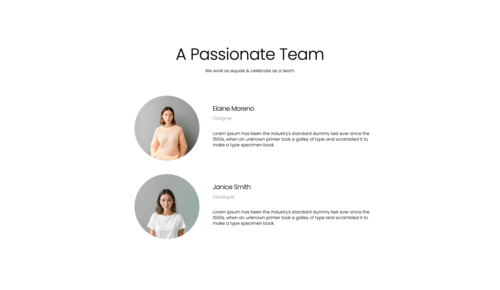 A Passionate Team
We work as equals & celebrate as a team.
Elaine Moreno
Designer
Lorem Ipsum has been the industry's standard dummy text ever since the
1500s, when an unknown printer took a galley of type and scrambled it to
make a type specimen book.
Janice Smith
Developer
Lorem Ipsum has been the industry's standard dummy text ever since the
1500s, when an unknown printer took a galley of type and scrambled it to
make a type specimen book.